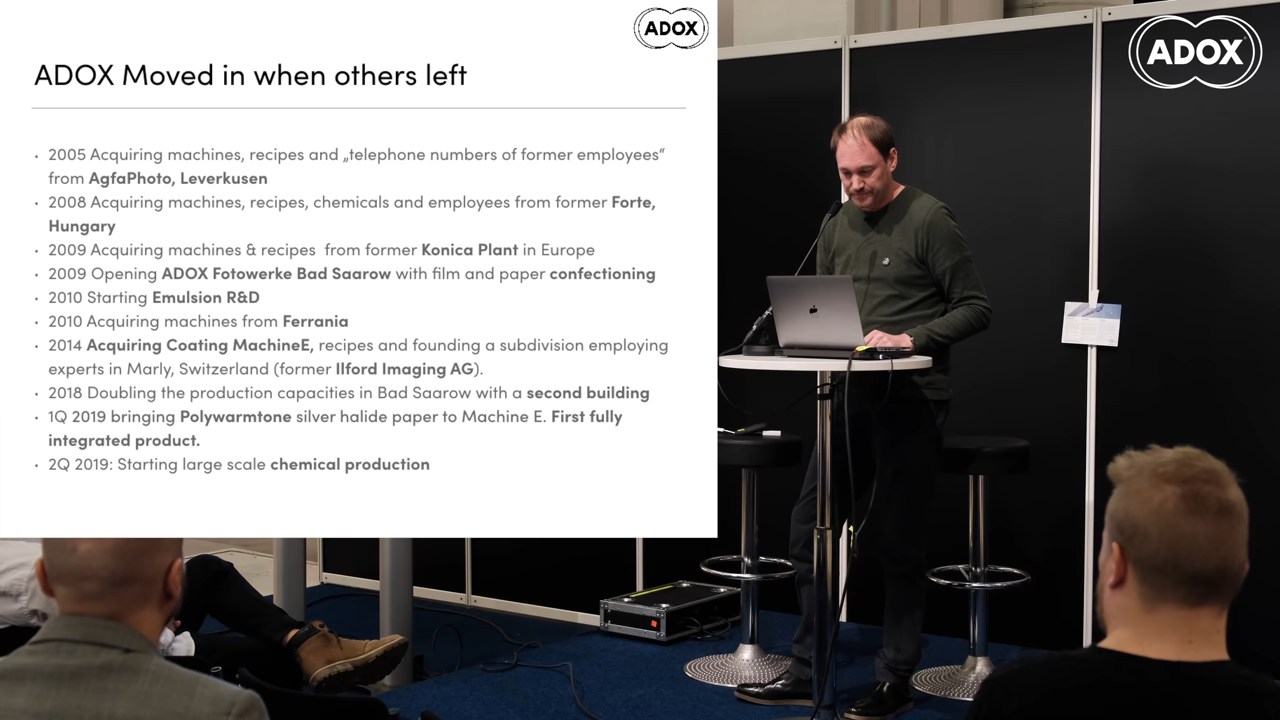 ADOX
ADOX
ADOX Moved in when others left
· 2005 Acquiring machines, recipes and „telephone numbers of former employees“
from AgfaPhoto, Leverkusen
· 2008 Acquiring machines, recipes, chemicals and employees from former Forte,
Hungary
· 2009 Acquiring machines & recipes from former Konica Plant in Europe
· 2009 Opening ADOX Fotowerke Bad Saarow with film and paper confectioning
· 2010 Starting Emulsion R&D
· 2010 Acquiring machines from Ferrania
· 2014 Acquiring Coating MachineE, recipes and founding a subdivision employing
experts in Marly, Switzerland (former Ilford Imaging AG).
· 2018 Doubling the production capacities in Bad Saarow with a second building
· 1Q 2019 bringing Polywarmtone silver halide paper to Machine E. First fully
integrated product.
· 2Q 2019: Starting large scale chemical production